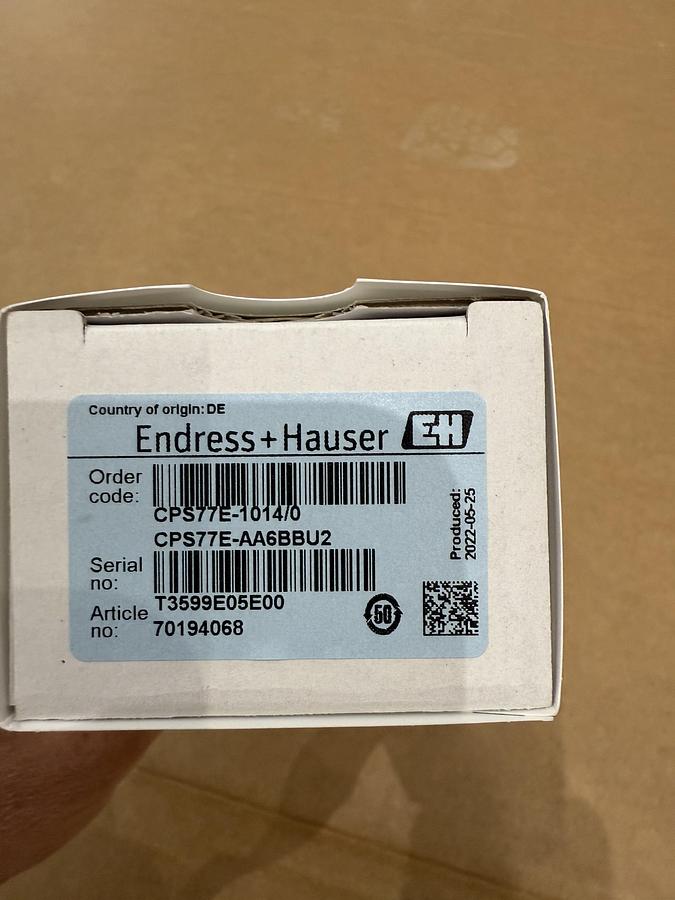 Country of origin: DE
Endress+Hauser EH
Order code:
CPS77E-1014/0
CPS77E-AA6BBU2
Serial no:
T3599E05E00
Article no:
70194068
Produced:
2022-05-25
50